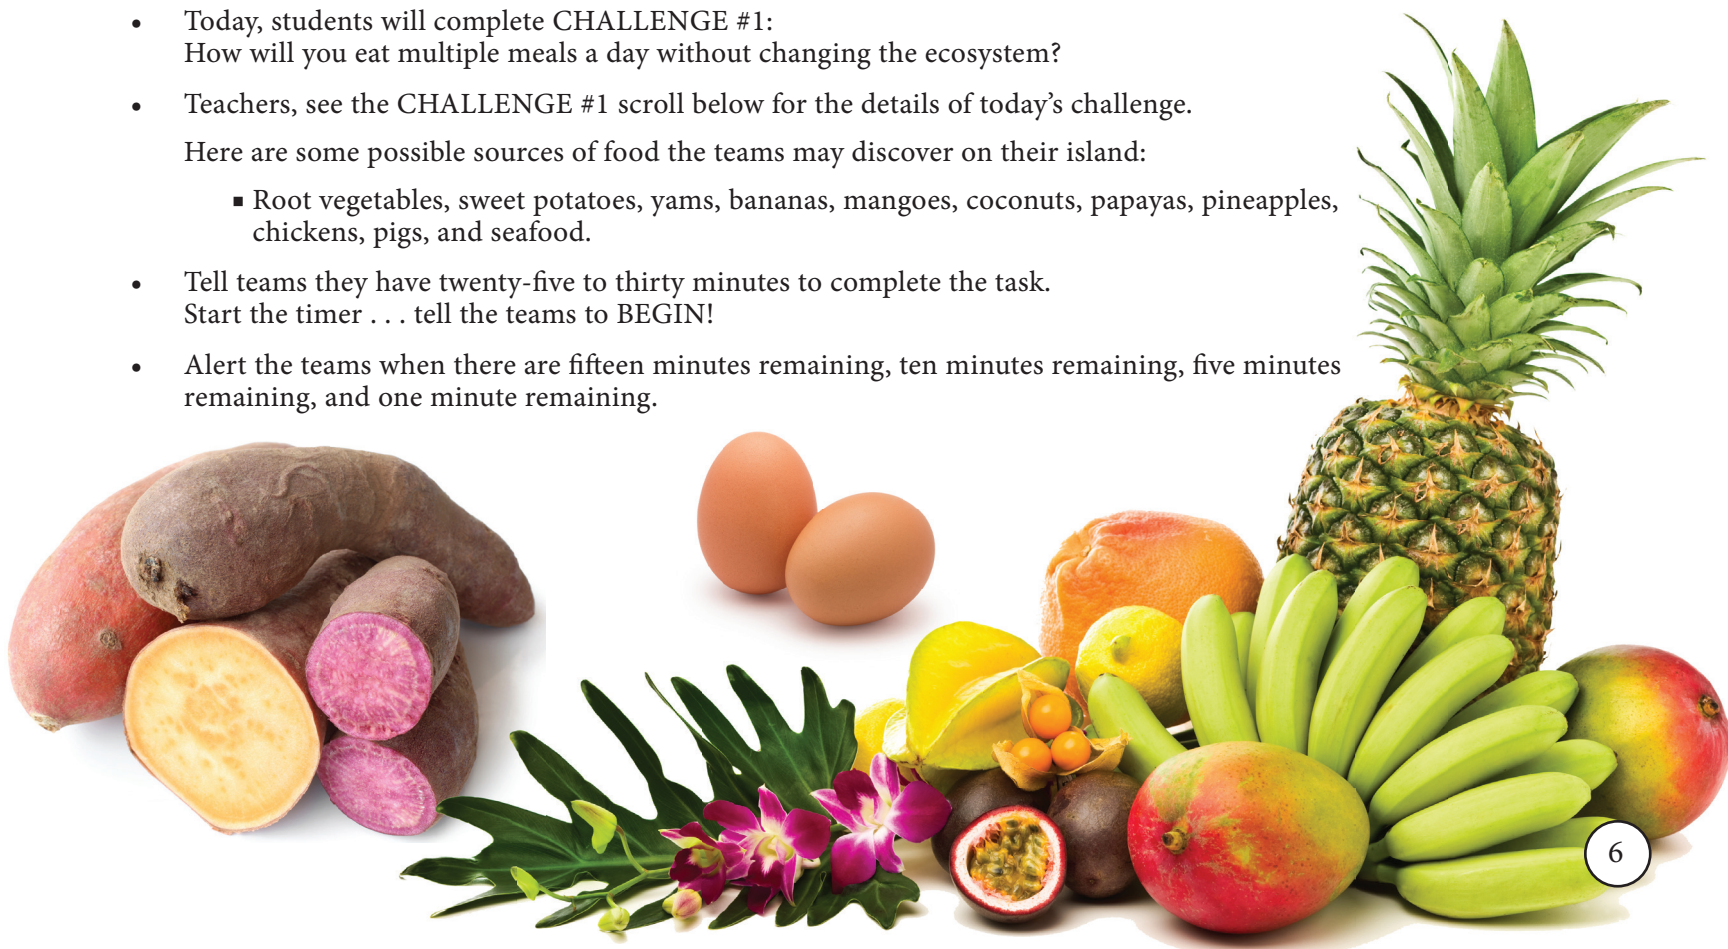 • Today, students will complete CHALLENGE #1:
How will you eat multiple meals a day without changing the ecosystem?
• Teachers, see the CHALLENGE #1 scroll below for the details of today’s challenge.
Here are some possible sources of food the teams may discover on their island:
▪ Root vegetables, sweet potatoes, yams, bananas, mangoes, coconuts, papayas, pineapples,
chickens, pigs, and seafood.
• Tell teams they have twenty-five to thirty minutes to complete the task.
Start the timer . . . tell the teams to BEGIN!
• Alert the teams when there are fifteen minutes remaining, ten minutes remaining, five minutes
remaining, and one minute remaining.
6